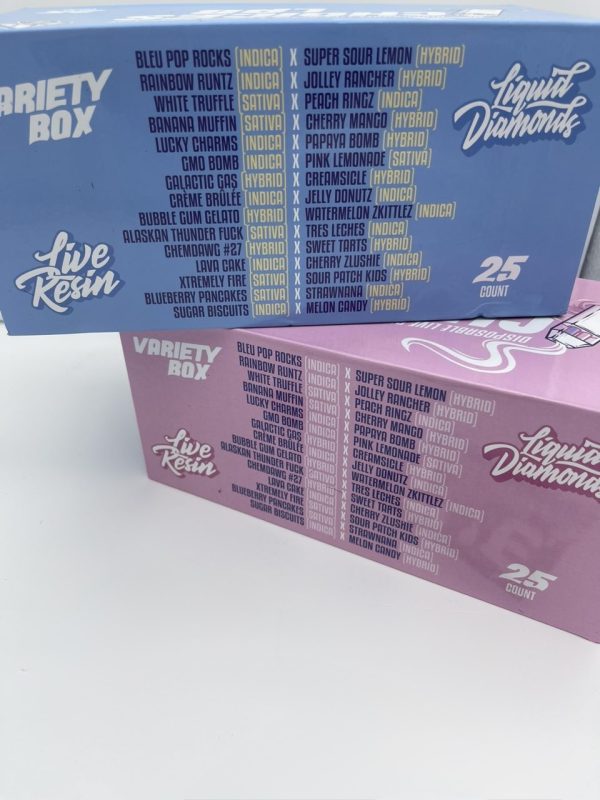 VARIETY
BOX
BLEU POP ROCKS [INDICA] X SUPER SOUR LEMON [HYBRID]
RAINBOW RUNTZ [INDICA] X JOLLEY RANCHER [HYBRID]
WHITE TRUFFLE [SATIVA] X PEACH RINGZ [INDICA]
BANANA MUFFIN [SATIVA] X CHERRY MANGO [HYBRID]
LUCKY CHARMS [INDICA] X PAPAYA BOMB [HYBRID]
GMO BOMB [INDICA] X PINK LEMONADE [SATIVA]
GALACTIC GAS [HYBRID] X CREAMSICLE [HYBRID]
CRÈME BRÛLÉE [INDICA] X JELLY DONUTZ [INDICA]
BUBBLE GUM GELATO [HYBRID] X WATERMELON ZKITTLEZ [INDICA]
ALASKAN THUNDER FUCK [SATIVA] X TRES LECHES [INDICA]
CHEMDAWG #27 [HYBRID] X SWEET TARTS [HYBRID]
LAVA CAKE [INDICA] X CHERRY ZLUSHIE [INDICA]
XTREMELY FIRE [SATIVA] X SOUR PATCH KIDS [HYBRID]
BLUEBERRY PANCAKES [SATIVA] X STRAWNANA [INDICA]
SUGAR BISCUITS [INDICA] X MELON CANDY [HYBRID]
Liquid
Diamonds
Live
Resin
25
COUNT
VARIETY
BOX
BLEU POP ROCKS [INDICA] X SUPER SOUR LEMON [HYBRID]
RAINBOW RUNTZ [INDICA] X JOLLEY RANCHER [HYBRID]
WHITE TRUFFLE [SATIVA] X PEACH RINGZ [INDICA]
BANANA MUFFIN [SATIVA] X CHERRY MANGO [HYBRID]
LUCKY CHARMS [INDICA] X PAPAYA BOMB [HYBRID]
GMO BOMB [INDICA] X PINK LEMONADE [SATIVA]
GALACTIC GAS [HYBRID] X CREAMSICLE [HYBRID]
CRÈME BRÛLÉE [INDICA] X JELLY DONUTZ [INDICA]
BUBBLE GUM GELATO [HYBRID] X WATERMELON ZKITTLEZ [INDICA]
ALASKAN THUNDER FUCK [SATIVA] X TRES LECHES [INDICA]
CHEMDAWG #27 [HYBRID] X SWEET TARTS [HYBRID]
LAVA CAKE [INDICA] X CHERRY ZLUSHIE [INDICA]
XTREMELY FIRE [SATIVA] X SOUR PATCH KIDS [HYBRID]
BLUEBERRY PANCAKES [SATIVA] X STRAWNANA [INDICA]
SUGAR BISCUITS [INDICA] X MELON CANDY [HYBRID]
Live
Resin
Liquid
Diamonds
25
COUNT
DISPOSABLE LIVE